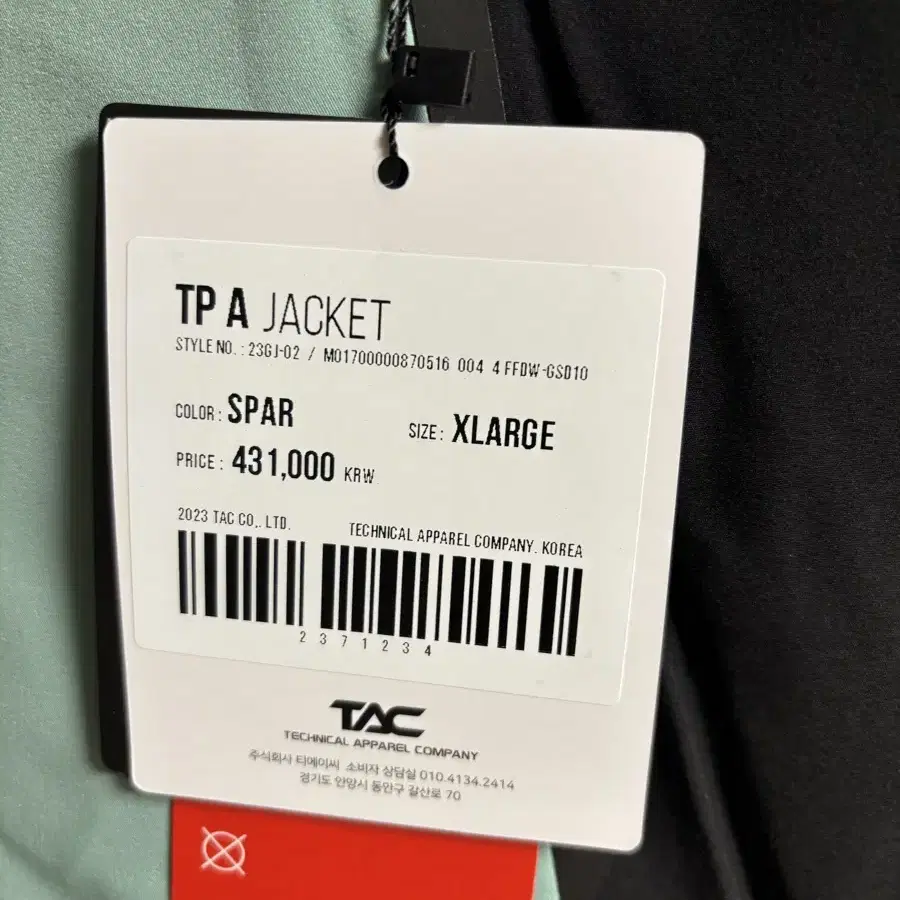 TP A JACKET
STYLE NO. : 23GJ-02 / M01700000870516 004 4 FFDW-GSD10
COLOR : SPAR
SIZE : XLARGE
PRICE : 431,000 KRW
2023 TAC CO,. LTD.
TECHNICAL APPAREL COMPANY. KOREA
2371234
TAC
TECHNICAL APPAREL COMPANY
주식회사 티에이씨 소비자 상담실 010.4134.2414
경기도 안양시 동안구 갈산로 70